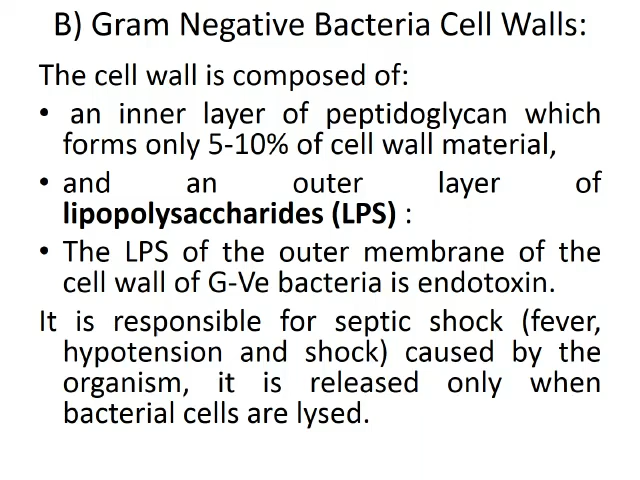 B) Gram Negative Bacteria Cell Walls:
The cell wall is composed of:
• an inner layer of peptidoglycan which
forms only 5-10% of cell wall material,
• and an outer layer of
lipopolysaccharides (LPS) :
• The LPS of the outer membrane of the
cell wall of G-Ve bacteria is endotoxin.
It is responsible for septic shock (fever,
hypotension and shock) caused by the
organism, it is released only when
bacterial cells are lysed.